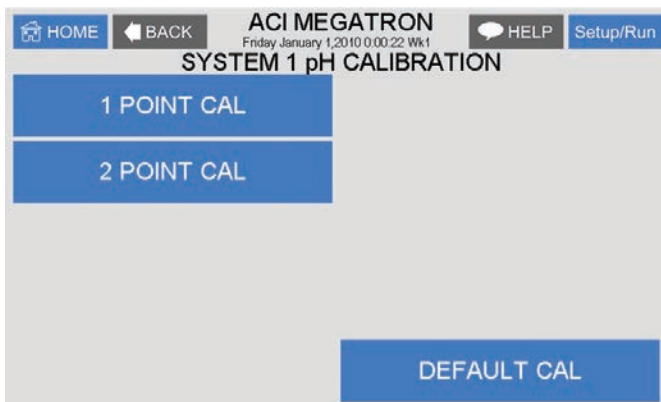 HOME BACK ACI MEGATRON HELP Setup/Run
Friday January 1,2010 0:00:22 Wk1
SYSTEM 1 pH CALIBRATION
1 POINT CAL
2 POINT CAL
DEFAULT CAL